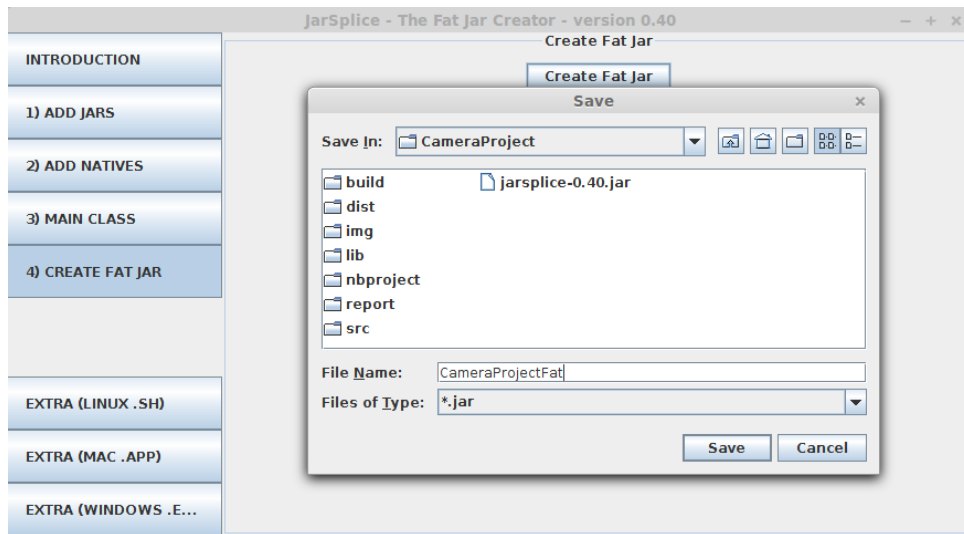 JarSplice - The Fat Jar Creator - version 0.40
INTRODUCTION
1) ADD JARS
2) ADD NATIVES
3) MAIN CLASS
4) CREATE FAT JAR
EXTRA (LINUX .SH)
EXTRA (MAC .APP)
EXTRA (WINDOWS .E...
Create Fat Jar
Create Fat Jar
Save
Save In: CameraProject
build
dist
img
lib
nbproject
report
src
jarsplice-0.40.jar
File Name: CameraProjectFat
Files of Type: *.jar
Save Cancel